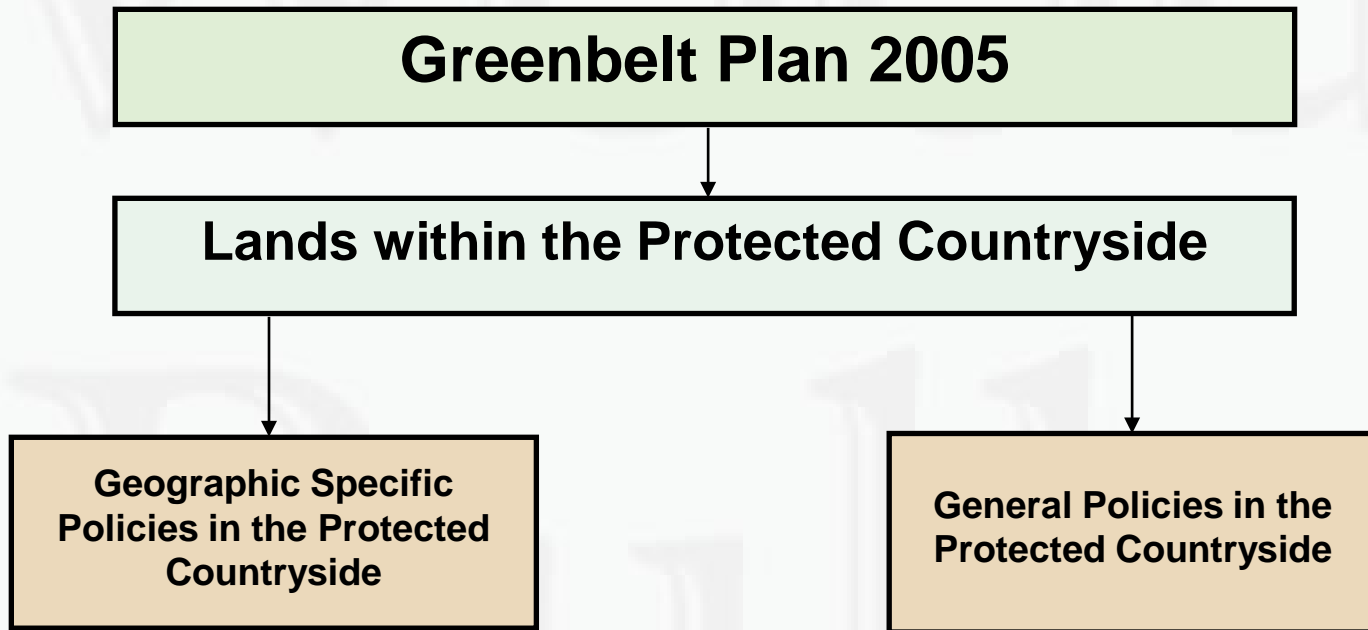 Greenbelt Plan 2005
Lands within the Protected Countryside
Geographic Specific
Policies in the Protected
Countryside
General Policies in the
Protected Countryside